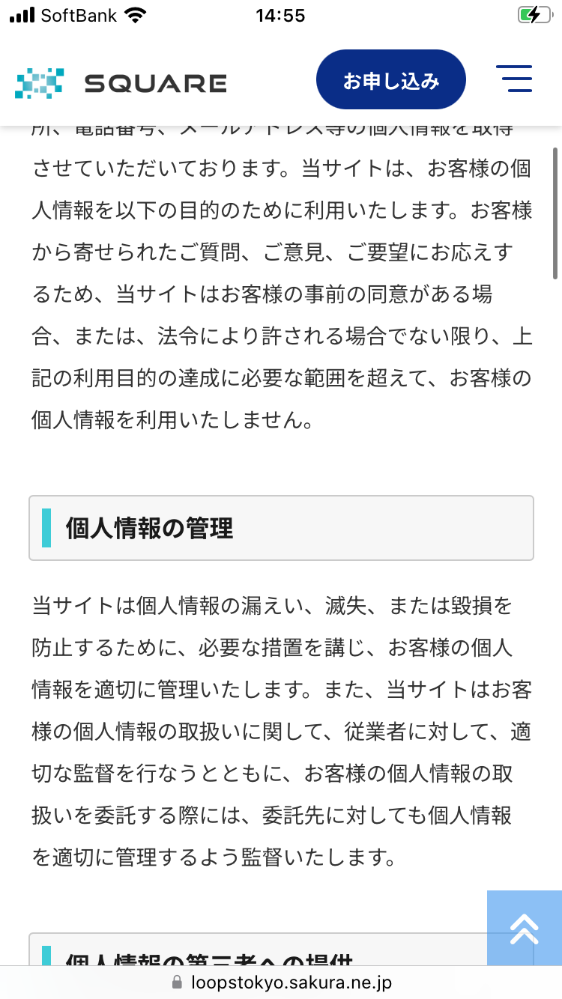 SoftBank 14:55
SQUARE お申し込み
所、電話番号、メールアドレス等の個人情報を取得
させていただいております。当サイトは、お客様の個
人情報を以下の目的のために利用いたします。お客様
から寄せられたご質問、ご意見、ご要望にお応えす
るため、当サイトはお客様の事前の同意がある場
合、または、法令により許される場合でない限り、上
記の利用目的の達成に必要な範囲を超えて、お客様の
個人情報を利用いたしません。
個人情報の管理
当サイトは個人情報の漏えい、滅失、または毀損を
防止するために、必要な措置を講じ、お客様の個人
情報を適切に管理いたします。また、当サイトはお客
様の個人情報の取扱いに関して、従業者に対して、適
切な監督を行なうとともに、お客様の個人情報の取
扱いを委託する際には、委託先に対しても個人情報
を適切に管理するよう監督いたします。
個人情報の第三者への提供
loopstokyo.sakura.ne.jp